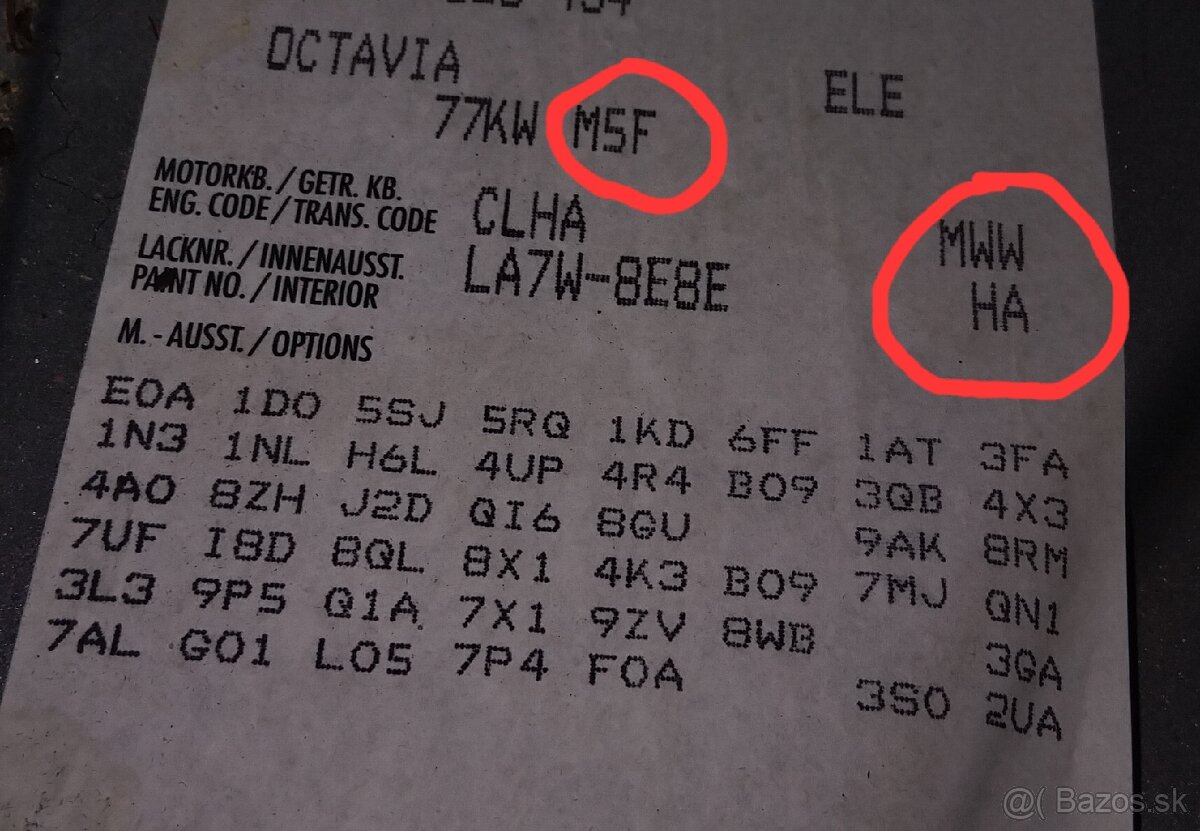 OCTAVIA ELE
77KW M5F
MOTORKB. / GETR. KB.
ENG. CODE / TRANS. CODE CLHA MWW
LACKNR. / INNENAUSST.
PAINT NO. / INTERIOR LA7W-8E8E HA
M. - AUSST. / OPTIONS
E0A 1D0 5SJ 5RQ 1KD 6FF 1AT 3FA
1N3 1NL H6L 4UP 4R4 B09 3QB 4X3
4A0 8ZH J2D QI6 8GU 9AK 8RM
7UF I8D 8QL 8X1 4K3 B09 7MJ QN1
3L3 9P5 Q1A 7X1 9ZV 8WB 3GA
7AL G01 L05 7P4 F0A 3S0 2UA
@( Bazos.sk